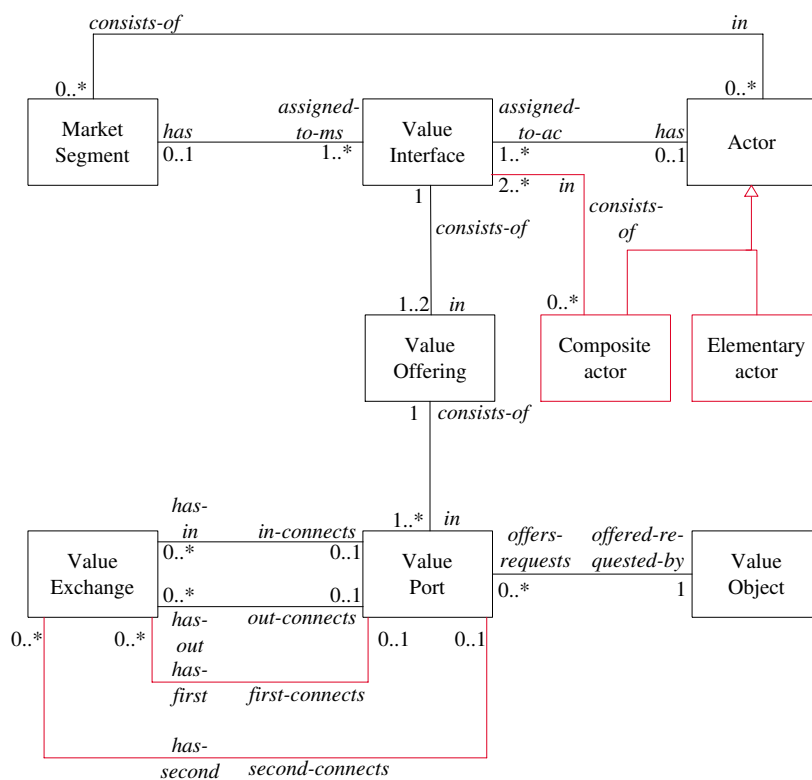 consists-of
in
0..*
0..*
Market
Segment
has
0..1
assigned-
to-ms
1..*
Value
Interface
assigned-
to-ac
1..*
has
0..1
Actor
1
2..*
in
consists-
of
consists-of
1..2
in
0..*
Value
Offering
Composite
actor
Elementary
actor
1
consists-of
has-
in
in-connects
1..*
in
offers-
requests
offered-re-
quested-by
0..*
0..1
Value
Exchange
Value
Port
0..*
1
Value
Object
0..*
0..1
has-
out
out-connects
0..*
0..*
0..1
0..1
has-
first
first-connects
has-
second
second-connects